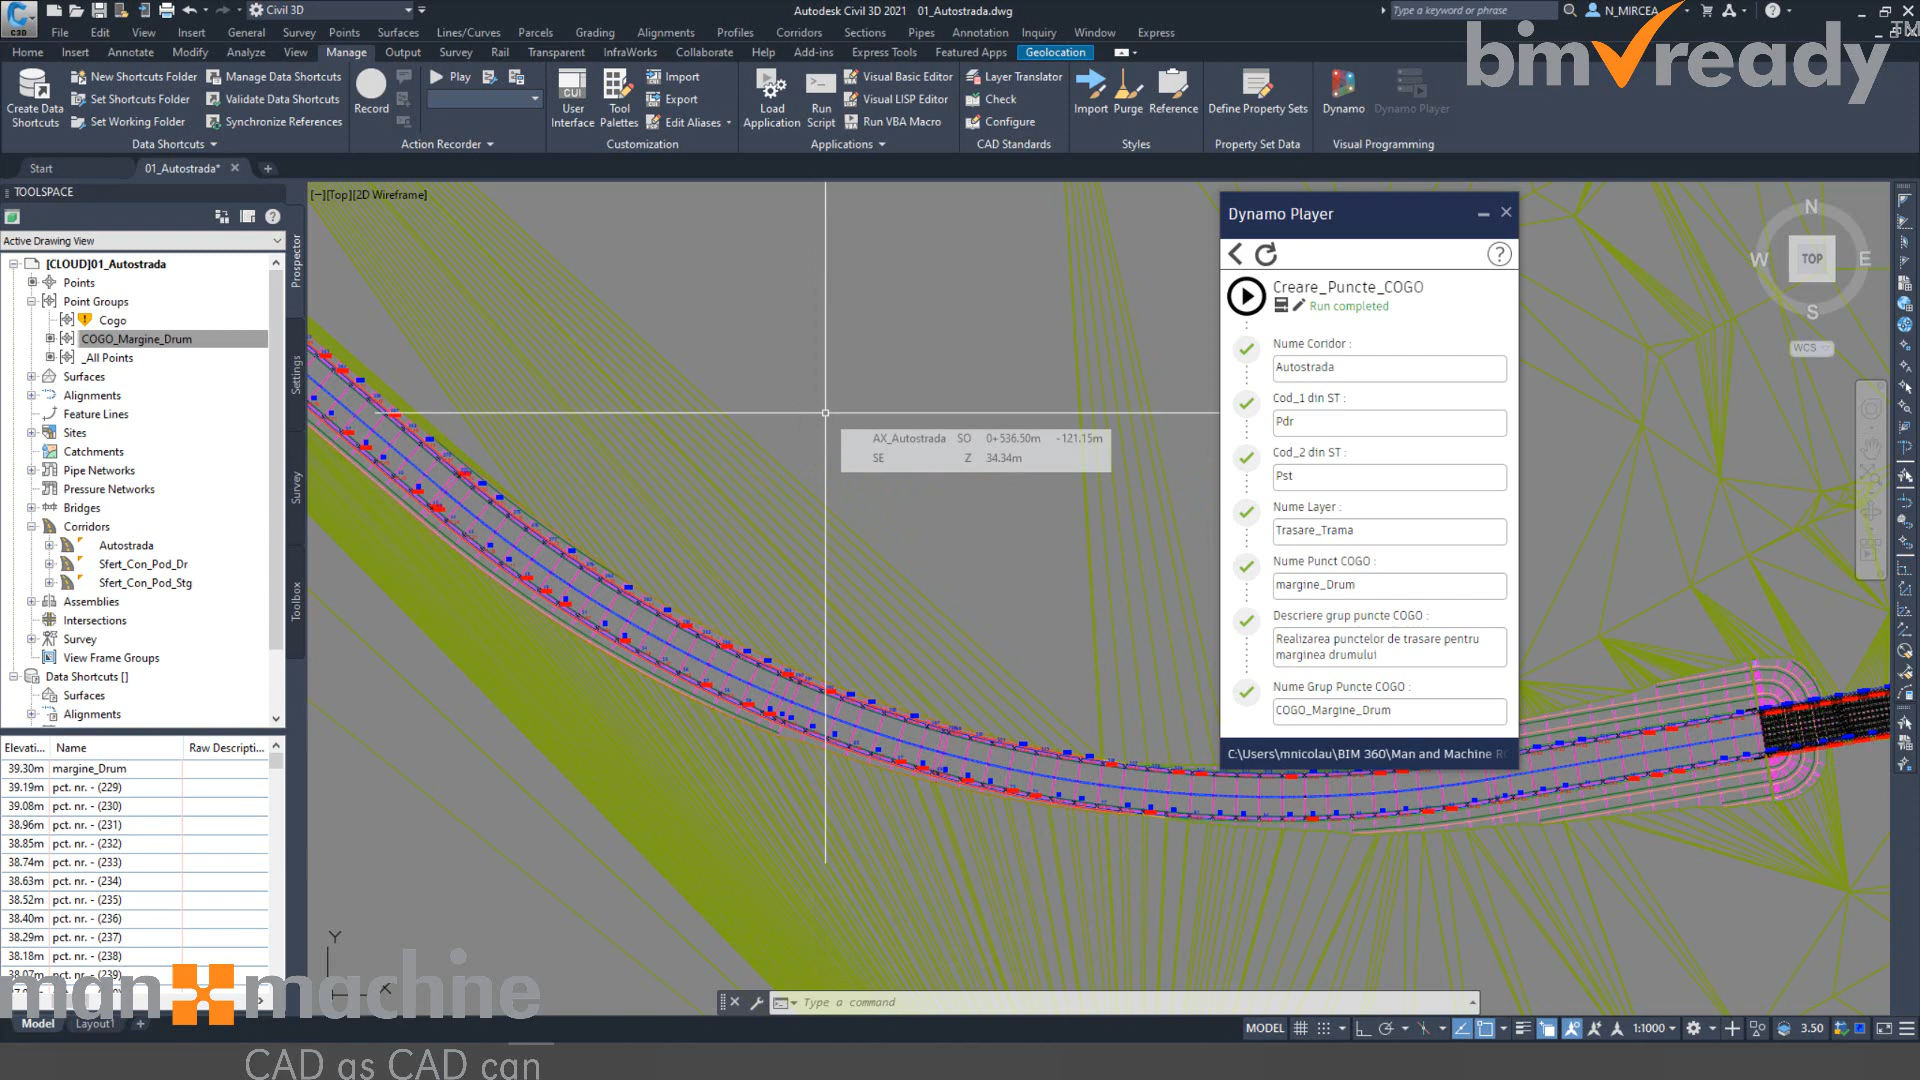 Civil 3D
Autodesk Civil 3D 2021 01_Autostrada.dwg
Type a keyword or phrase
N_MIRCEA
File Edit View Insert General Survey Points Surfaces Lines/Curves Parcels Grading Alignments Profiles Corridors Sections Pipes Annotation Inquiry Window Express
Home Insert Annotate Modify Analyze View Manage Output Survey Rail Transparent InfraWorks Collaborate Help Add-ins Express Tools Featured Apps Geolocation
bimready
TM
Create Data Shortcuts
New Shortcuts Folder
Set Shortcuts Folder
Set Working Folder
Manage Data Shortcuts
Validate Data Shortcuts
Synchronize References
Data Shortcuts
Record
Play
Action Recorder
CUI
User Interface
Tool Palettes
Import
Export
Edit Aliases
Customization
Load Application
Run Script
Visual Basic Editor
Visual LISP Editor
Run VBA Macro
Applications
Layer Translator
Check
Configure
CAD Standards
Import
Purge
Reference
Styles
Define Property Sets
Property Set Data
Dynamo
Dynamo Player
Visual Programming
Start
01_Autostrada*
TOOLSPACE
Active Drawing View
[CLOUD]01_Autostrada
Points
Point Groups
Cogo
COGO_Margine_Drum
_All Points
Surfaces
Alignments
Feature Lines
Sites
Catchments
Pipe Networks
Pressure Networks
Bridges
Corridors
Autostrada
Sfert_Con_Pod_Dr
Sfert_Con_Pod_Stg
Assemblies
Intersections
Survey
View Frame Groups
Data Shortcuts []
Surfaces
Alignments
Prospector
Settings
Survey
Toolbox
Elevati... Name Raw Descripti...
39.30m margine_Drum
39.19m pct. nr. - (229)
39.08m pct. nr. - (230)
38.96m pct. nr. - (231)
38.85m pct. nr. - (232)
38.74m pct. nr. - (233)
38.63m pct. nr. - (234)
38.52m pct. nr. - (235)
38.40m pct. nr. - (236)
38.29m pct. nr. - (237)
38.18m pct. nr. - (238)
38.07m pct. nr. - (239)
[−][Top][2D Wireframe]
AX_Autostrada SO 0+536.50m -121.15m
SE Z 34.34m
Dynamo Player
Creare_Puncte_COGO
Run completed
Nume Coridor :
Autostrada
Cod_1 din ST :
Pdr
Cod_2 din ST :
Pst
Nume Layer :
Trasare_Trama
Nume Punct COGO :
margine_Drum
Descriere grup puncte COGO :
Realizarea punctelor de trasare pentru
marginea drumului
Nume Grup Puncte COGO :
COGO_Margine_Drum
C:\Users\mnicolau\BIM 360\Man and Machine
N
W TOP E
S
WCS
Y
X
man machine
CAD as CAD can
Type a command
Model Layout1
MODEL
1:1000
3.50